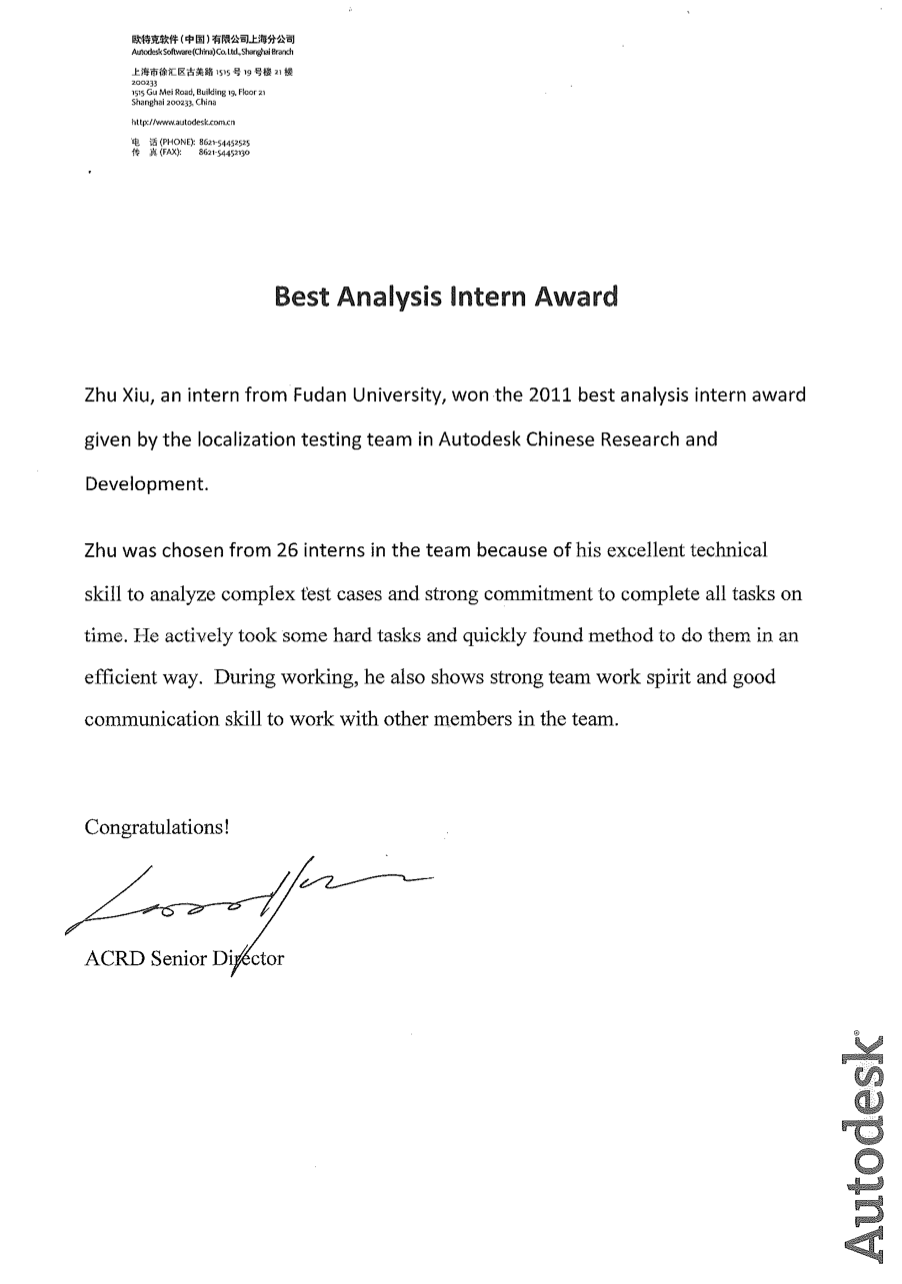 欧特克软件(中国)有限公司上海分公司
Autodesk Software (China) Co., Ltd., Shanghai Branch
上海市徐汇区古美路 1515 号 19 号楼 21 楼
200233
1515 Gu Mei Road, Building 19, Floor 21
Shanghai 200233, China
http://www.autodesk.com.cn
电 话 (PHONE): 8621-54452525
传 真 (FAX): 8621-54452130
Best Analysis Intern Award
Zhu Xiu, an intern from Fudan University, won the 2011 best analysis intern award
given by the localization testing team in Autodesk Chinese Research and
Development.
Zhu was chosen from 26 interns in the team because of his excellent technical
skill to analyze complex test cases and strong commitment to complete all tasks on
time. He actively took some hard tasks and quickly found method to do them in an
efficient way. During working, he also shows strong team work spirit and good
communication skill to work with other members in the team.
Congratulations!
ACRD Senior Director
Autodesk®